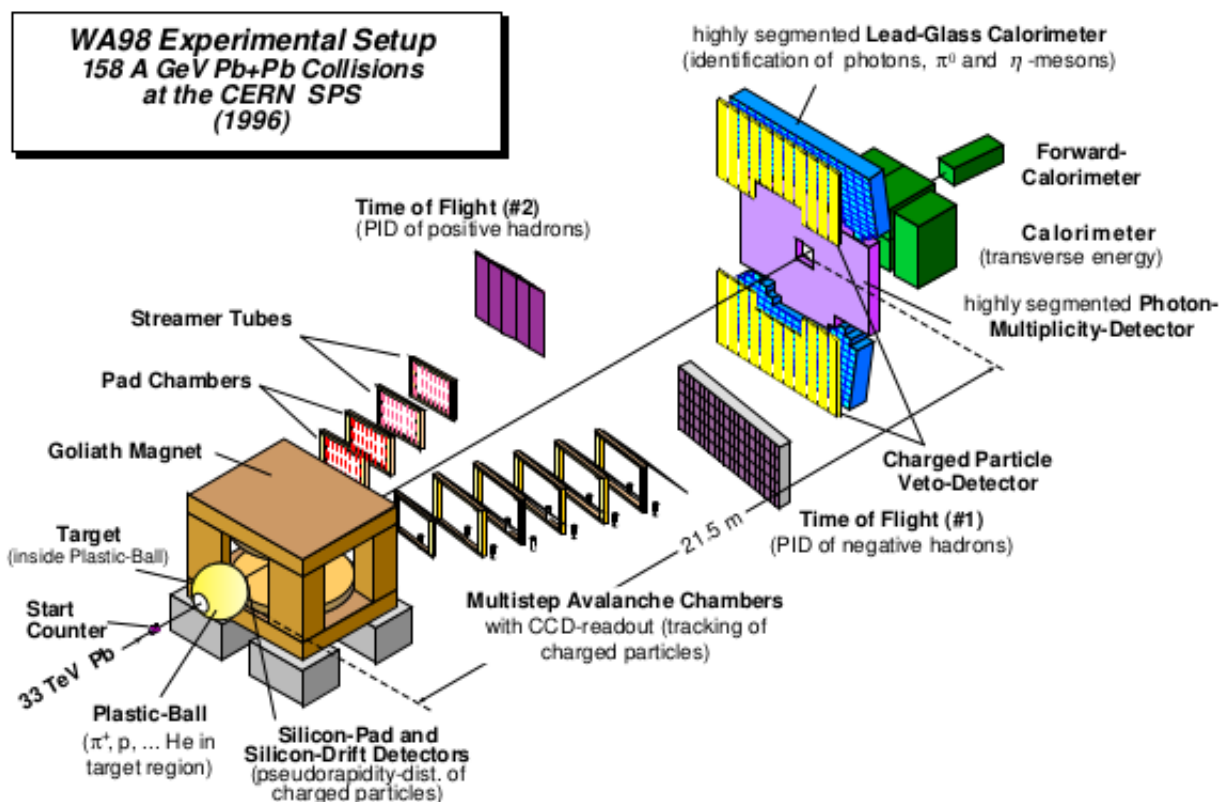 WA98 Experimental Setup
158 A GeV Pb+Pb Collisions
at the CERN SPS
(1996)
highly segmented Lead-Glass Calorimeter
(identification of photons, π⁰ and η -mesons)
Forward-
Calorimeter
Time of Flight (#2)
(PID of positive hadrons)
Calorimeter
(transverse energy)
highly segmented Photon-
Multiplicity-Detector
Streamer Tubes
Pad Chambers
Goliath Magnet
Charged Particle
Veto-Detector
Target
(inside Plastic-Ball)
Time of Flight (#1)
(PID of negative hadrons)
21.5 m
Start
Counter
Multistep Avalanche Chambers
with CCD-readout (tracking of
charged particles)
33 TeV Pb
Plastic-Ball
(π⁺, p, ... He in
target region)
Silicon-Pad and
Silicon-Drift Detectors
(pseudorapidity-dist. of
charged particles)